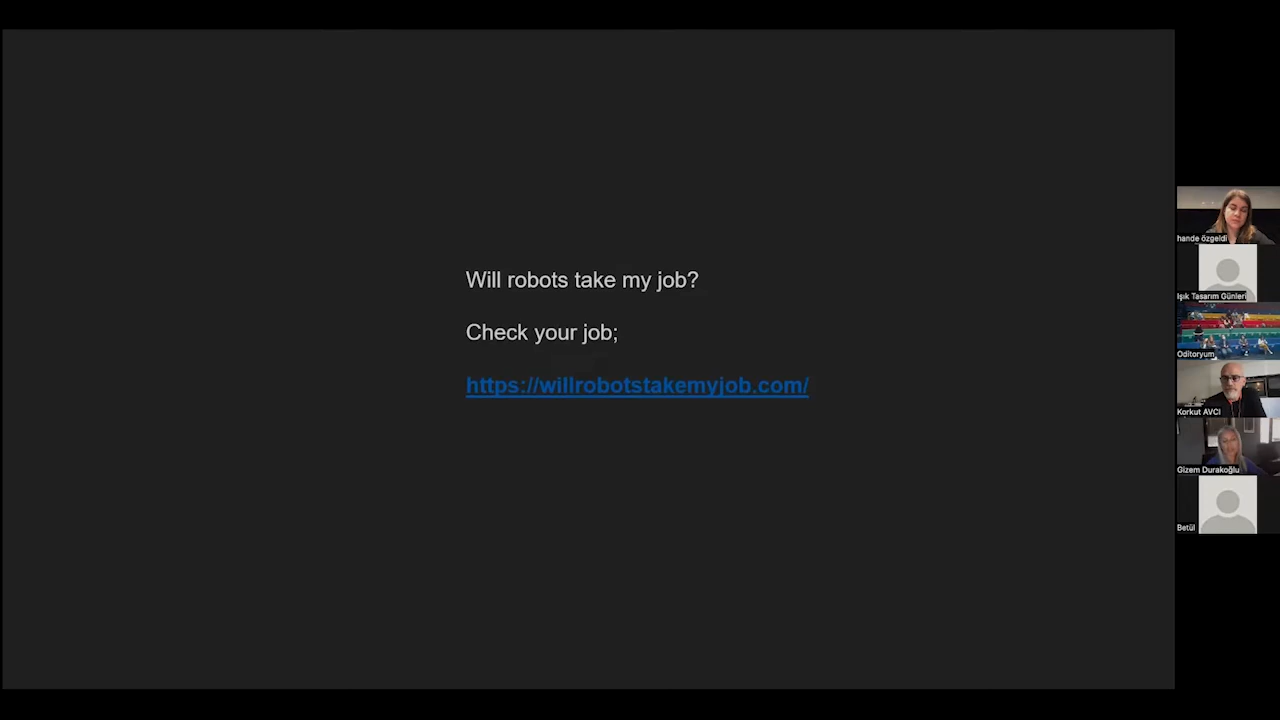 Will robots take my job?
Check your job;
https://willrobotstakemyjob.com/
hande özgeldi
Işık Tasarım Günleri
Oditoryum
Korkut AVCI
Gizem Durakoğlu
Betül